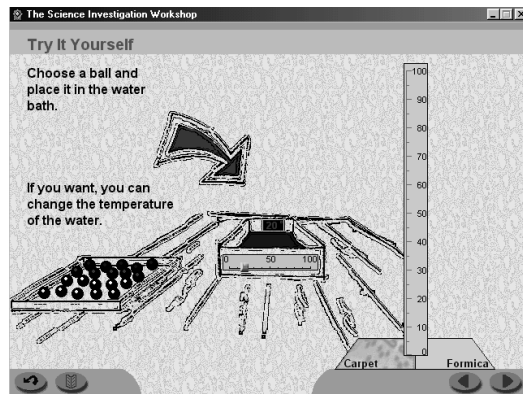 The Science Investigation Workshop
Try It Yourself
Choose a ball and
place it in the water
bath.
If you want, you can
change the temperature
of the water.
20
0 50 100
100
90
80
70
60
50
40
30
20
10
0
Carpet Formica